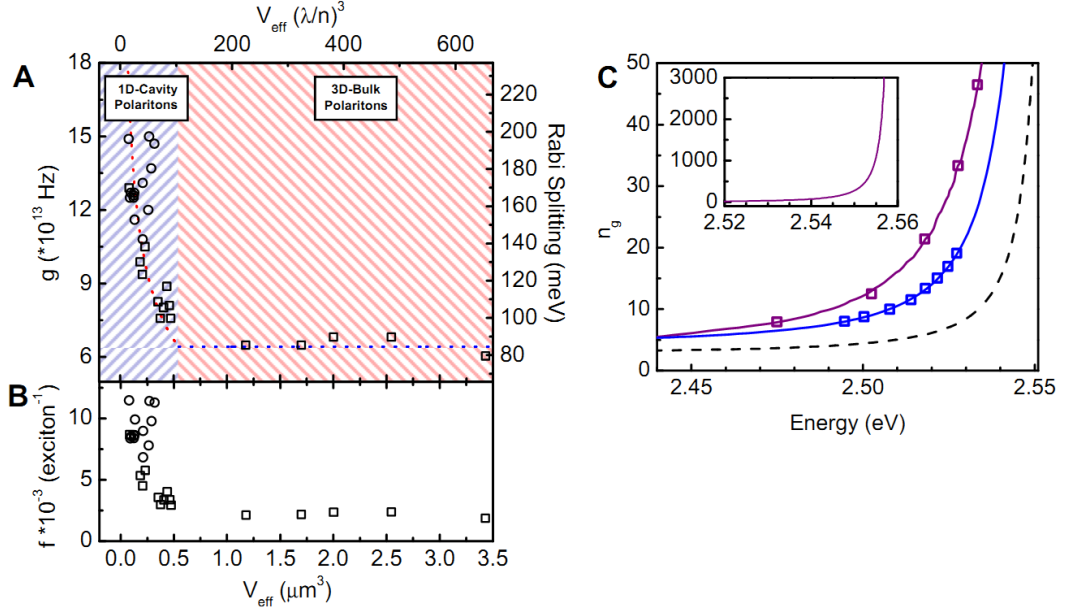 V_eff (λ/n)^3
0 200 400 600
A
18
15
12
9
6
g (*10^13 Hz)
1D-Cavity
Polaritons
3D-Bulk
Polaritons
220
200
180
160
140
120
100
80
Rabi Splitting (meV)
B
10
5
0
f *10^-3 (exciton^-1)
0.0 0.5 1.0 1.5 2.0 2.5 3.0 3.5
V_eff (μm^3)
C
50
40
30
20
10
0
n_g
3000
2000
1000
0
2.52 2.54 2.56
2.45 2.50 2.55
Energy (eV)